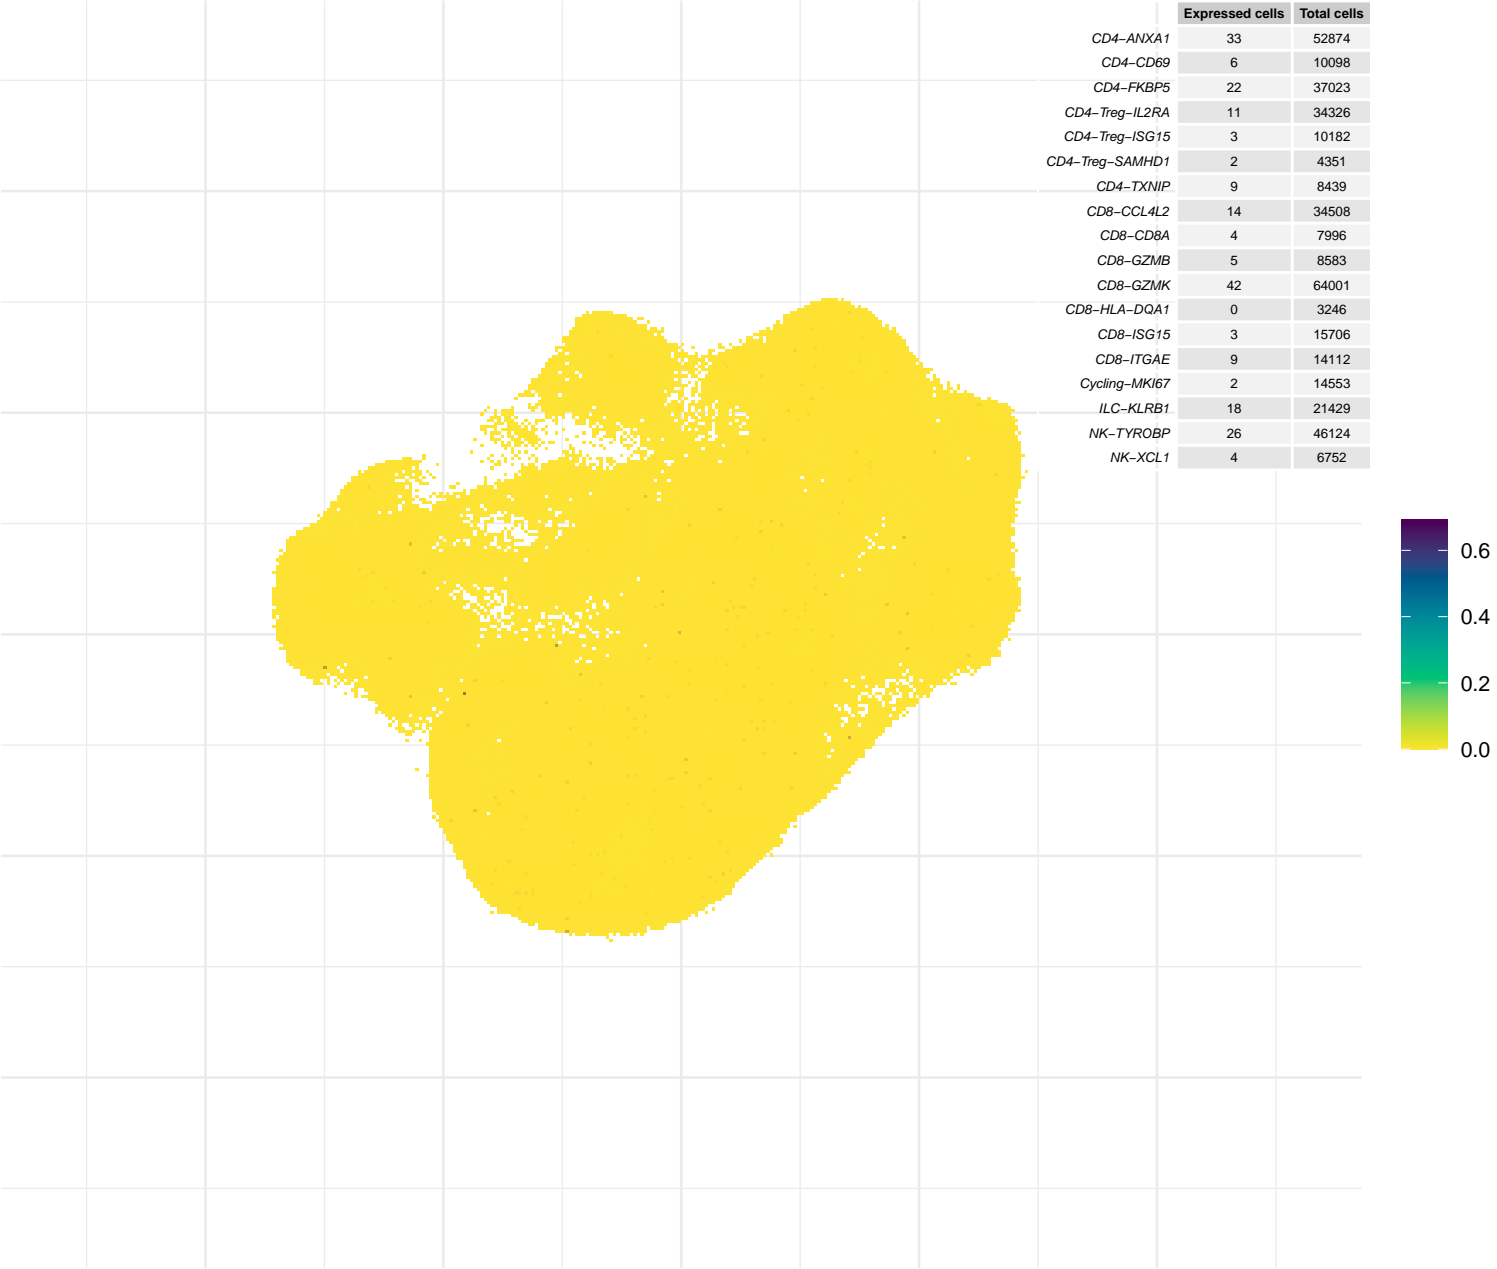 Expressed cells Total cells
CD4−ANXA1 33 52874
CD4−CD69 6 10098
CD4−FKBP5 22 37023
CD4−Treg−IL2RA 11 34326
CD4−Treg−ISG15 3 10182
CD4−Treg−SAMHD1 2 4351
CD4−TXNIP 9 8439
CD8−CCL4L2 14 34508
CD8−CD8A 4 7996
CD8−GZMB 5 8583
CD8−GZMK 42 64001
CD8−HLA−DQA1 0 3246
CD8−ISG15 3 15706
CD8−ITGAE 9 14112
Cycling−MKI67 2 14553
ILC−KLRB1 18 21429
NK−TYROBP 26 46124
NK−XCL1 4 6752
0.6
0.4
0.2
0.0